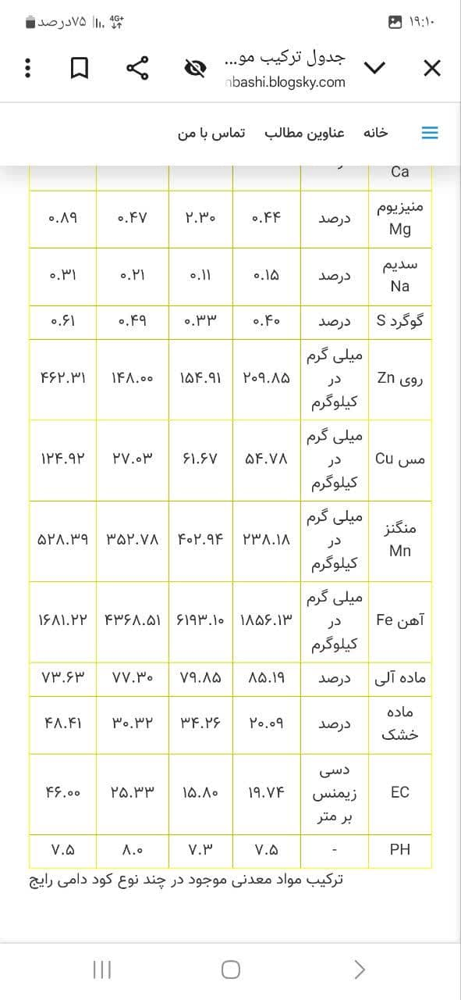 ۱۹:۱۰ 4G+ ۷۵درصد
جدول ترکیب مو...
nbashi.blogsky.com
خانه عناوین مطالب تماس با من
Ca
منیزیوم
Mg درصد ۰.۴۴ ۲.۳۰ ۰.۴۷ ۰.۸۹
سدیم
Na درصد ۰.۱۵ ۰.۱۱ ۰.۲۱ ۰.۳۱
گوگرد S درصد ۰.۴۰ ۰.۳۳ ۰.۴۹ ۰.۶۱
میلی گرم
روی Zn در ۲۰۹.۸۵ ۱۵۴.۹۱ ۱۴۸.۰۰ ۴۶۲.۳۱
کیلوگرم
میلی گرم
مس Cu در ۵۴.۷۸ ۶۱.۶۷ ۲۷.۰۳ ۱۲۴.۹۲
کیلوگرم
منگنز میلی گرم
Mn در ۲۳۸.۱۸ ۴۰۲.۹۴ ۳۵۲.۷۸ ۵۲۸.۳۹
کیلوگرم
میلی گرم
آهن Fe در ۱۸۵۶.۱۳ ۶۱۹۳.۱۰ ۴۳۶۸.۵۱ ۱۶۸۱.۲۲
کیلوگرم
ماده آلی درصد ۸۵.۱۹ ۷۹.۸۵ ۷۷.۳۰ ۷۳.۶۳
ماده
خشک درصد ۲۰.۰۹ ۳۴.۲۶ ۳۰.۳۲ ۴۸.۴۱
دسی
EC زیمنس ۱۹.۷۴ ۱۵.۸۰ ۲۵.۳۳ ۴۶.۰۰
بر متر
PH - ۷.۵ ۷.۳ ۸.۰ ۷.۵
ترکیب مواد معدنی موجود در چند نوع کود دامی رایج